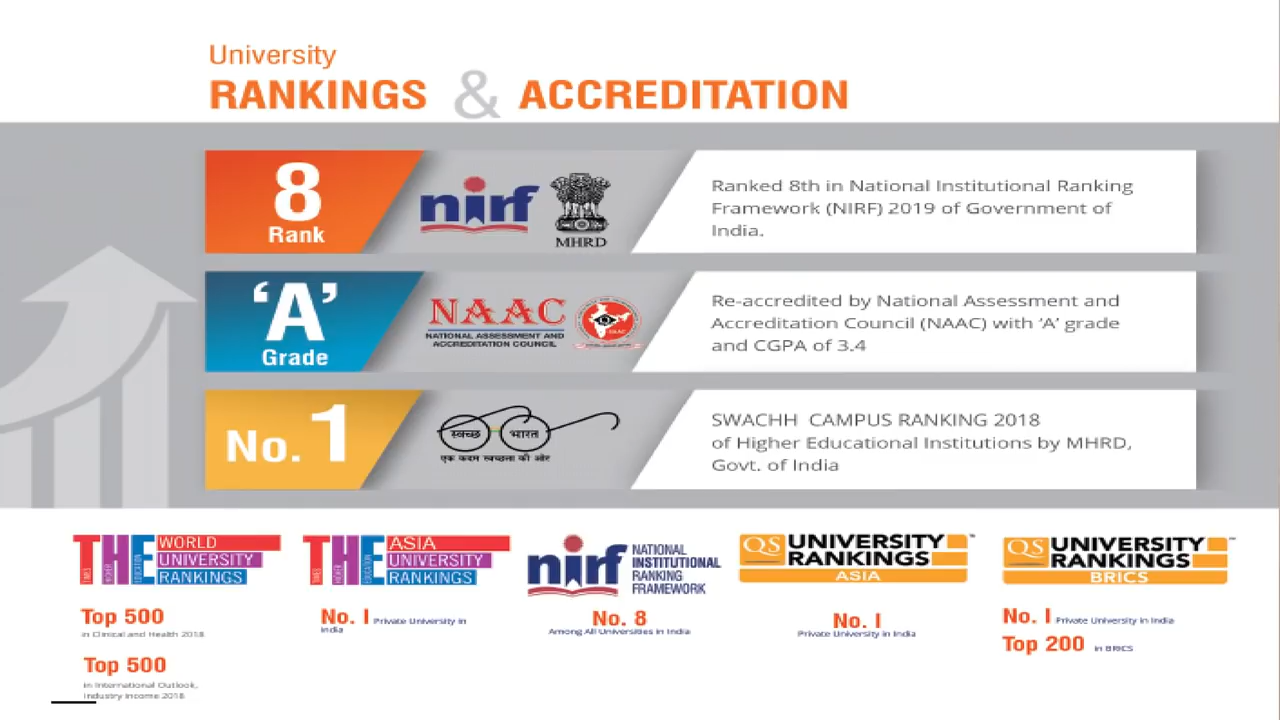 University
RANKINGS & ACCREDITATION
8
Rank
nirf
MHRD
Ranked 8th in National Institutional Ranking
Framework (NIRF) 2019 of Government of
India.
‘A’
Grade
NAAC
NATIONAL ASSESSMENT AND
ACCREDITATION COUNCIL
Re-accredited by National Assessment and
Accreditation Council (NAAC) with ‘A’ grade
and CGPA of 3.4
No. 1
स्वच्छ भारत
एक कदम स्वच्छता की ओर
SWACHH CAMPUS RANKING 2018
of Higher Educational Institutions by MHRD,
Govt. of India
THE WORLD
UNIVERSITY
RANKINGS
TIMES HIGHER EDUCATION
Top 500
in Clinical and Health 2018
Top 500
in International Outlook,
Industry Income 2018
THE ASIA
UNIVERSITY
RANKINGS
TIMES HIGHER EDUCATION
No. I Private University in
India
nirf
NATIONAL
INSTITUTIONAL
RANKING
FRAMEWORK
No. 8
Among All Universities in India
QS UNIVERSITY
RANKINGS
ASIA
No. I
Private University in India
QS UNIVERSITY
RANKINGS
BRICS
No. I Private University in India
Top 200 in BRICS